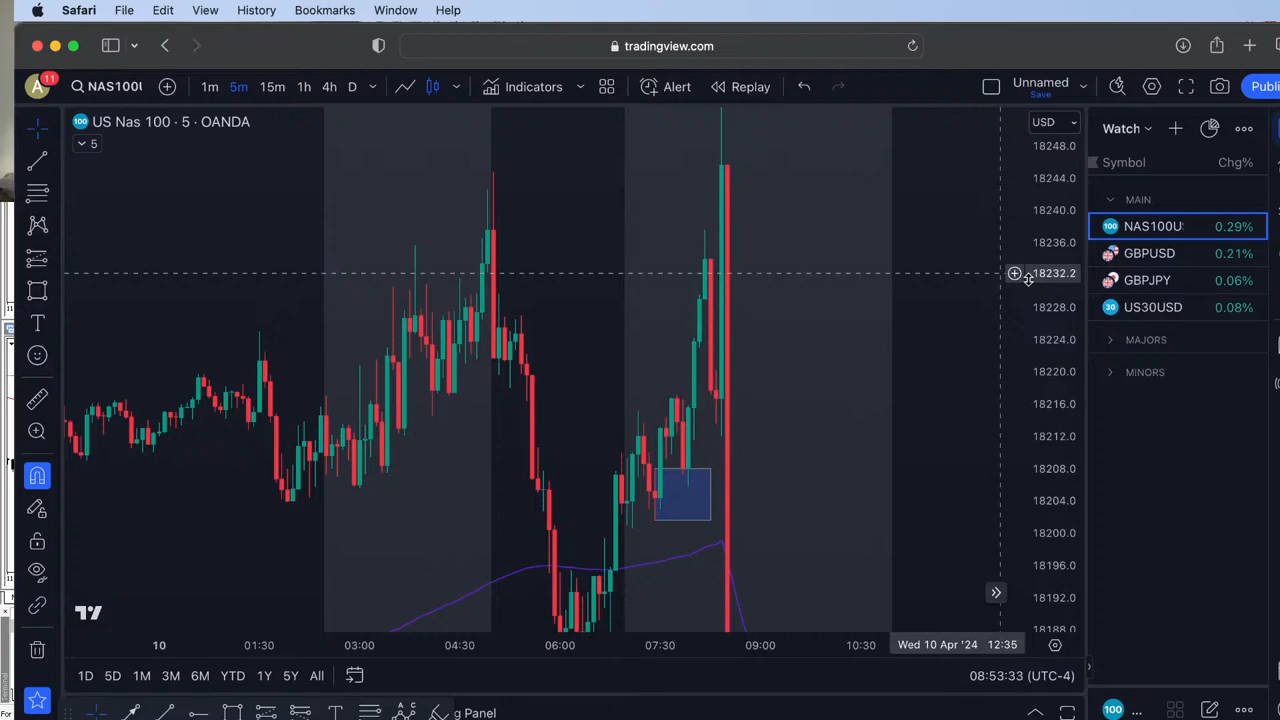 Safari File Edit View History Bookmarks Window Help
tradingview.com
A 11 NAS100U 1m 5m 15m 1h 4h D Indicators Alert Replay Unnamed Save Publi
100 US Nas 100 · 5 · OANDA
5
USD
18248.0
18244.0
18240.0
18236.0
18232.2
18228.0
18224.0
18220.0
18216.0
18212.0
18208.0
18204.0
18200.0
18196.0
18192.0
18188.0
Watch
Symbol Chg%
MAIN
100 NAS100U 0.29%
GBPUSD 0.21%
GBPJPY 0.06%
30 US30USD 0.08%
MAJORS
MINORS
10 01:30 03:00 04:30 06:00 07:30 09:00 10:30 Wed 10 Apr '24 12:35
1D 5D 1M 3M 6M YTD 1Y 5Y All 08:53:33 (UTC-4)
g Panel
100 ...